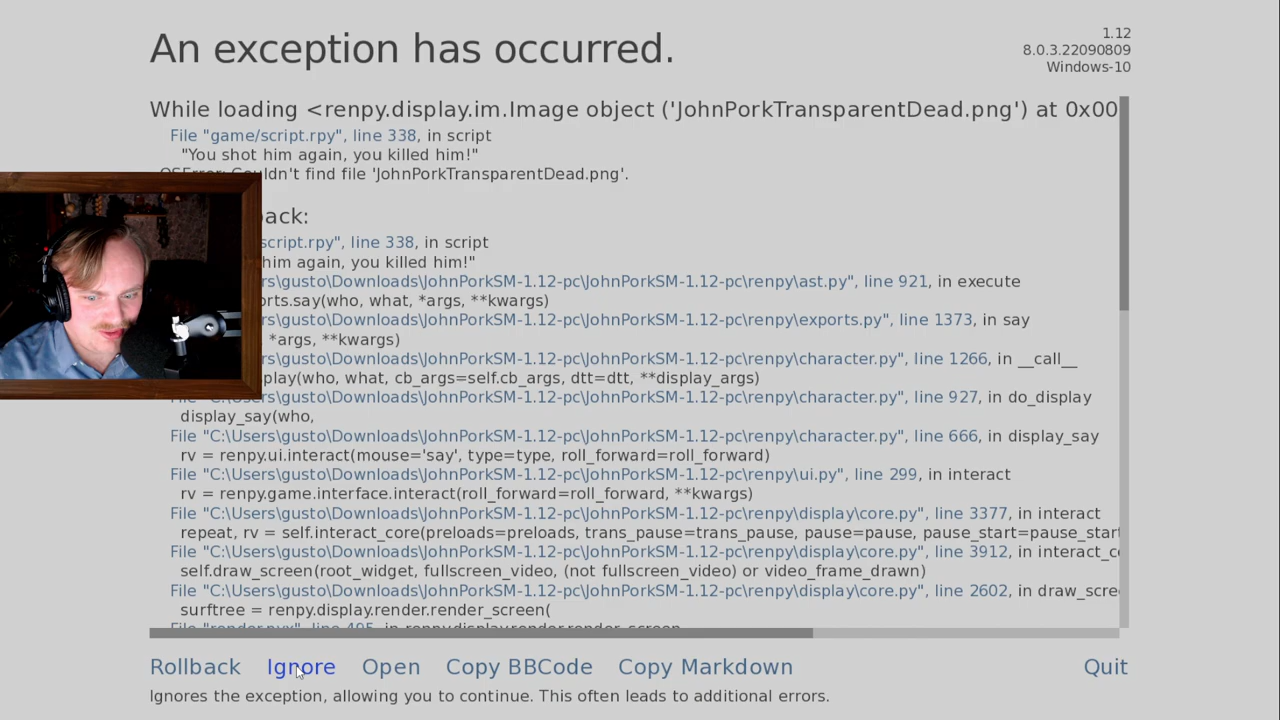 An exception has occurred.
1.12
8.0.3.22090809
Windows-10
While loading <renpy.display.im.Image object ('JohnPorkTransparentDead.png') at 0x00
File "game/script.rpy", line 338, in script
"You shot him again, you killed him!"
OSError: Couldn't find file 'JohnPorkTransparentDead.png'.
back:
script.rpy", line 338, in script
him again, you killed him!"
rs\gusto\Downloads\JohnPorkSM-1.12-pc\JohnPorkSM-1.12-pc\renpy\ast.py", line 921, in execute
orts.say(who, what, *args, **kwargs)
rs\gusto\Downloads\JohnPorkSM-1.12-pc\JohnPorkSM-1.12-pc\renpy\exports.py", line 1373, in say
*args, **kwargs)
rs\gusto\Downloads\JohnPorkSM-1.12-pc\JohnPorkSM-1.12-pc\renpy\character.py", line 1266, in __call__
play(who, what, cb_args=self.cb_args, dtt=dtt, **display_args)
File "C:\Users\gusto\Downloads\JohnPorkSM-1.12-pc\JohnPorkSM-1.12-pc\renpy\character.py", line 927, in do_display
display_say(who,
File "C:\Users\gusto\Downloads\JohnPorkSM-1.12-pc\JohnPorkSM-1.12-pc\renpy\character.py", line 666, in display_say
rv = renpy.ui.interact(mouse='say', type=type, roll_forward=roll_forward)
File "C:\Users\gusto\Downloads\JohnPorkSM-1.12-pc\JohnPorkSM-1.12-pc\renpy\ui.py", line 299, in interact
rv = renpy.game.interface.interact(roll_forward=roll_forward, **kwargs)
File "C:\Users\gusto\Downloads\JohnPorkSM-1.12-pc\JohnPorkSM-1.12-pc\renpy\display\core.py", line 3377, in interact
repeat, rv = self.interact_core(preloads=preloads, trans_pause=trans_pause, pause=pause, pause_start=pause_start
File "C:\Users\gusto\Downloads\JohnPorkSM-1.12-pc\JohnPorkSM-1.12-pc\renpy\display\core.py", line 3912, in interact_c
self.draw_screen(root_widget, fullscreen_video, (not fullscreen_video) or video_frame_drawn)
File "C:\Users\gusto\Downloads\JohnPorkSM-1.12-pc\JohnPorkSM-1.12-pc\renpy\display\core.py", line 2602, in draw_scre
surftree = renpy.display.render.render_screen(
File "render.pyx", line 495, in renpy.display.render.render_screen
Rollback Ignore Open Copy BBCode Copy Markdown Quit
Ignores the exception, allowing you to continue. This often leads to additional errors.